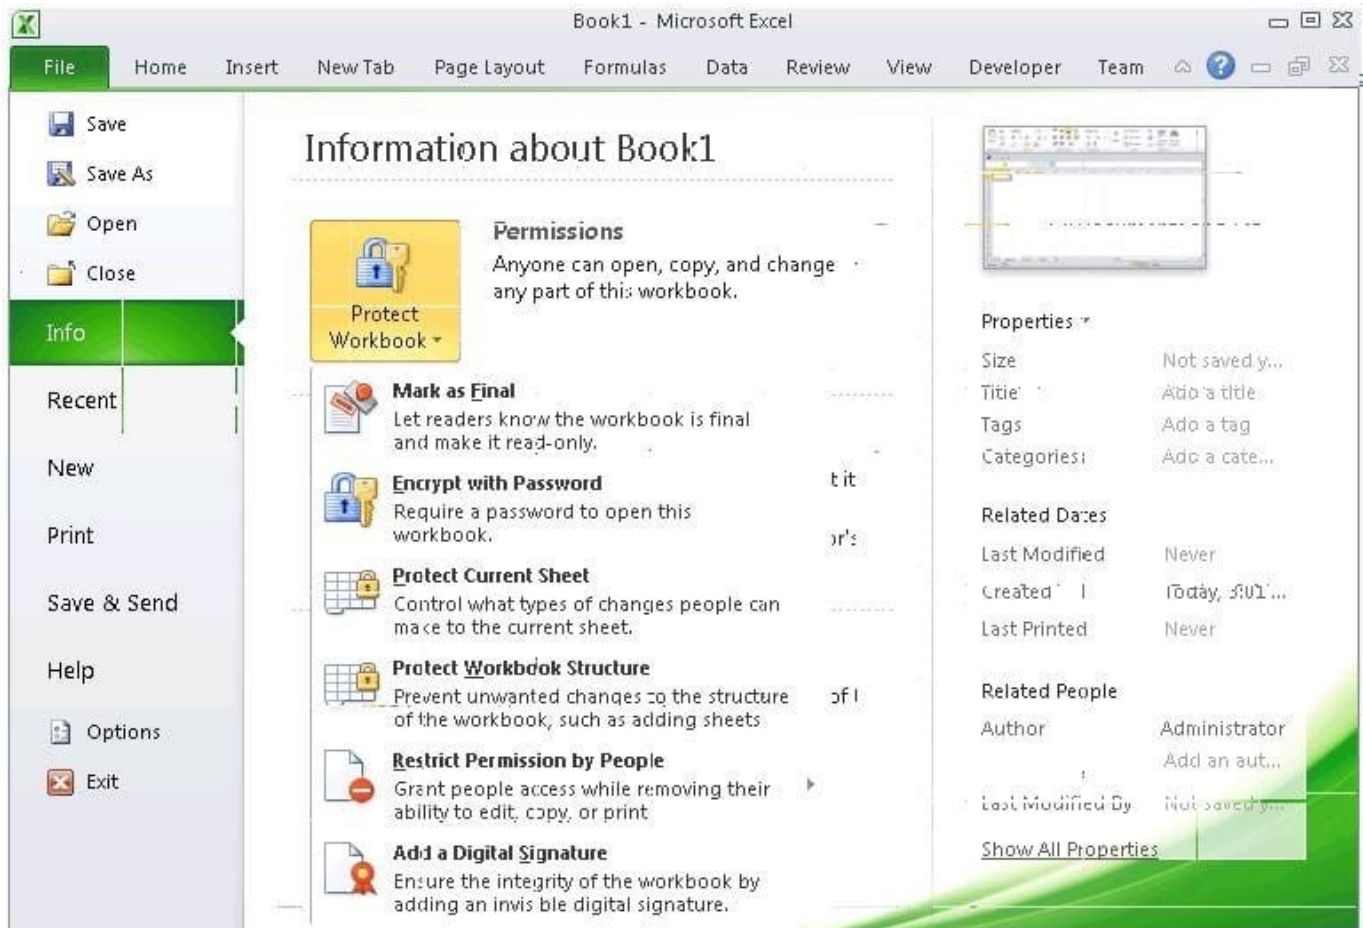 Book1 - Microsoft Excel
File Home Insert New Tab Page Layout Formulas Data Review View Developer Team
Save
Save As
Open
Close
Info
Recent
New
Print
Save & Send
Help
Options
Exit
Information about Book1
Protect
Workbook
Permissions
Anyone can open, copy, and change
any part of this workbook.
Mark as Final
Let readers know the workbook is final
and make it read-only.
Encrypt with Password
Require a password to open this
workbook.
t it
Protect Current Sheet
Control what types of changes people can
make to the current sheet.
Protect Workbook Structure
Prevent unwanted changes to the structure
of the workbook, such as adding sheets
Restrict Permission by People
Grant people access while removing their
ability to edit, copy, or print
Add a Digital Signature
Ensure the integrity of the workbook by
adding an invisible digital signature.
Properties
Size Not saved y...
Title Add a title
Tags Add a tag
Categories Add a cate...
Related Dates
Last Modified Never
Created Today, 3:01...
Last Printed Never
Related People
Author Administrator
Add an aut...
Last Modified By Not saved y...
Show All Properties